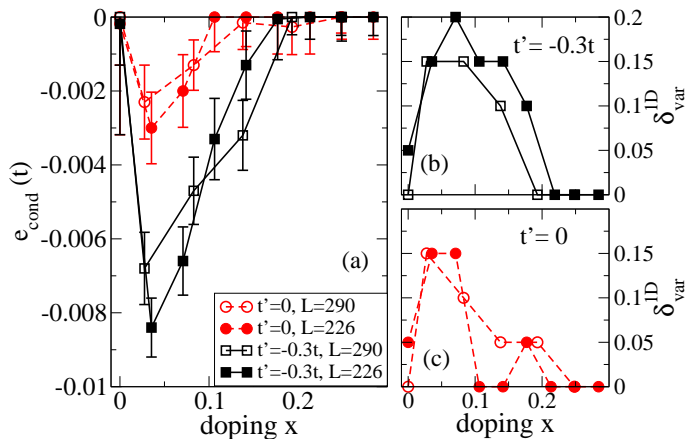 0
-0.002
-0.004
-0.006
-0.008
-0.01
e_cond (t)
0
0.1
0.2
doping x
(a)
t'=0, L=290
t'=0, L=226
t'=-0.3t, L=290
t'=-0.3t, L=226
t' = -0.3t
(b)
0.2
0.15
0.1
0.05
0
δ^1D_var
t'= 0
(c)
0.15
0.1
0.05
0
δ^1D_var
0
0.1
0.2
doping x